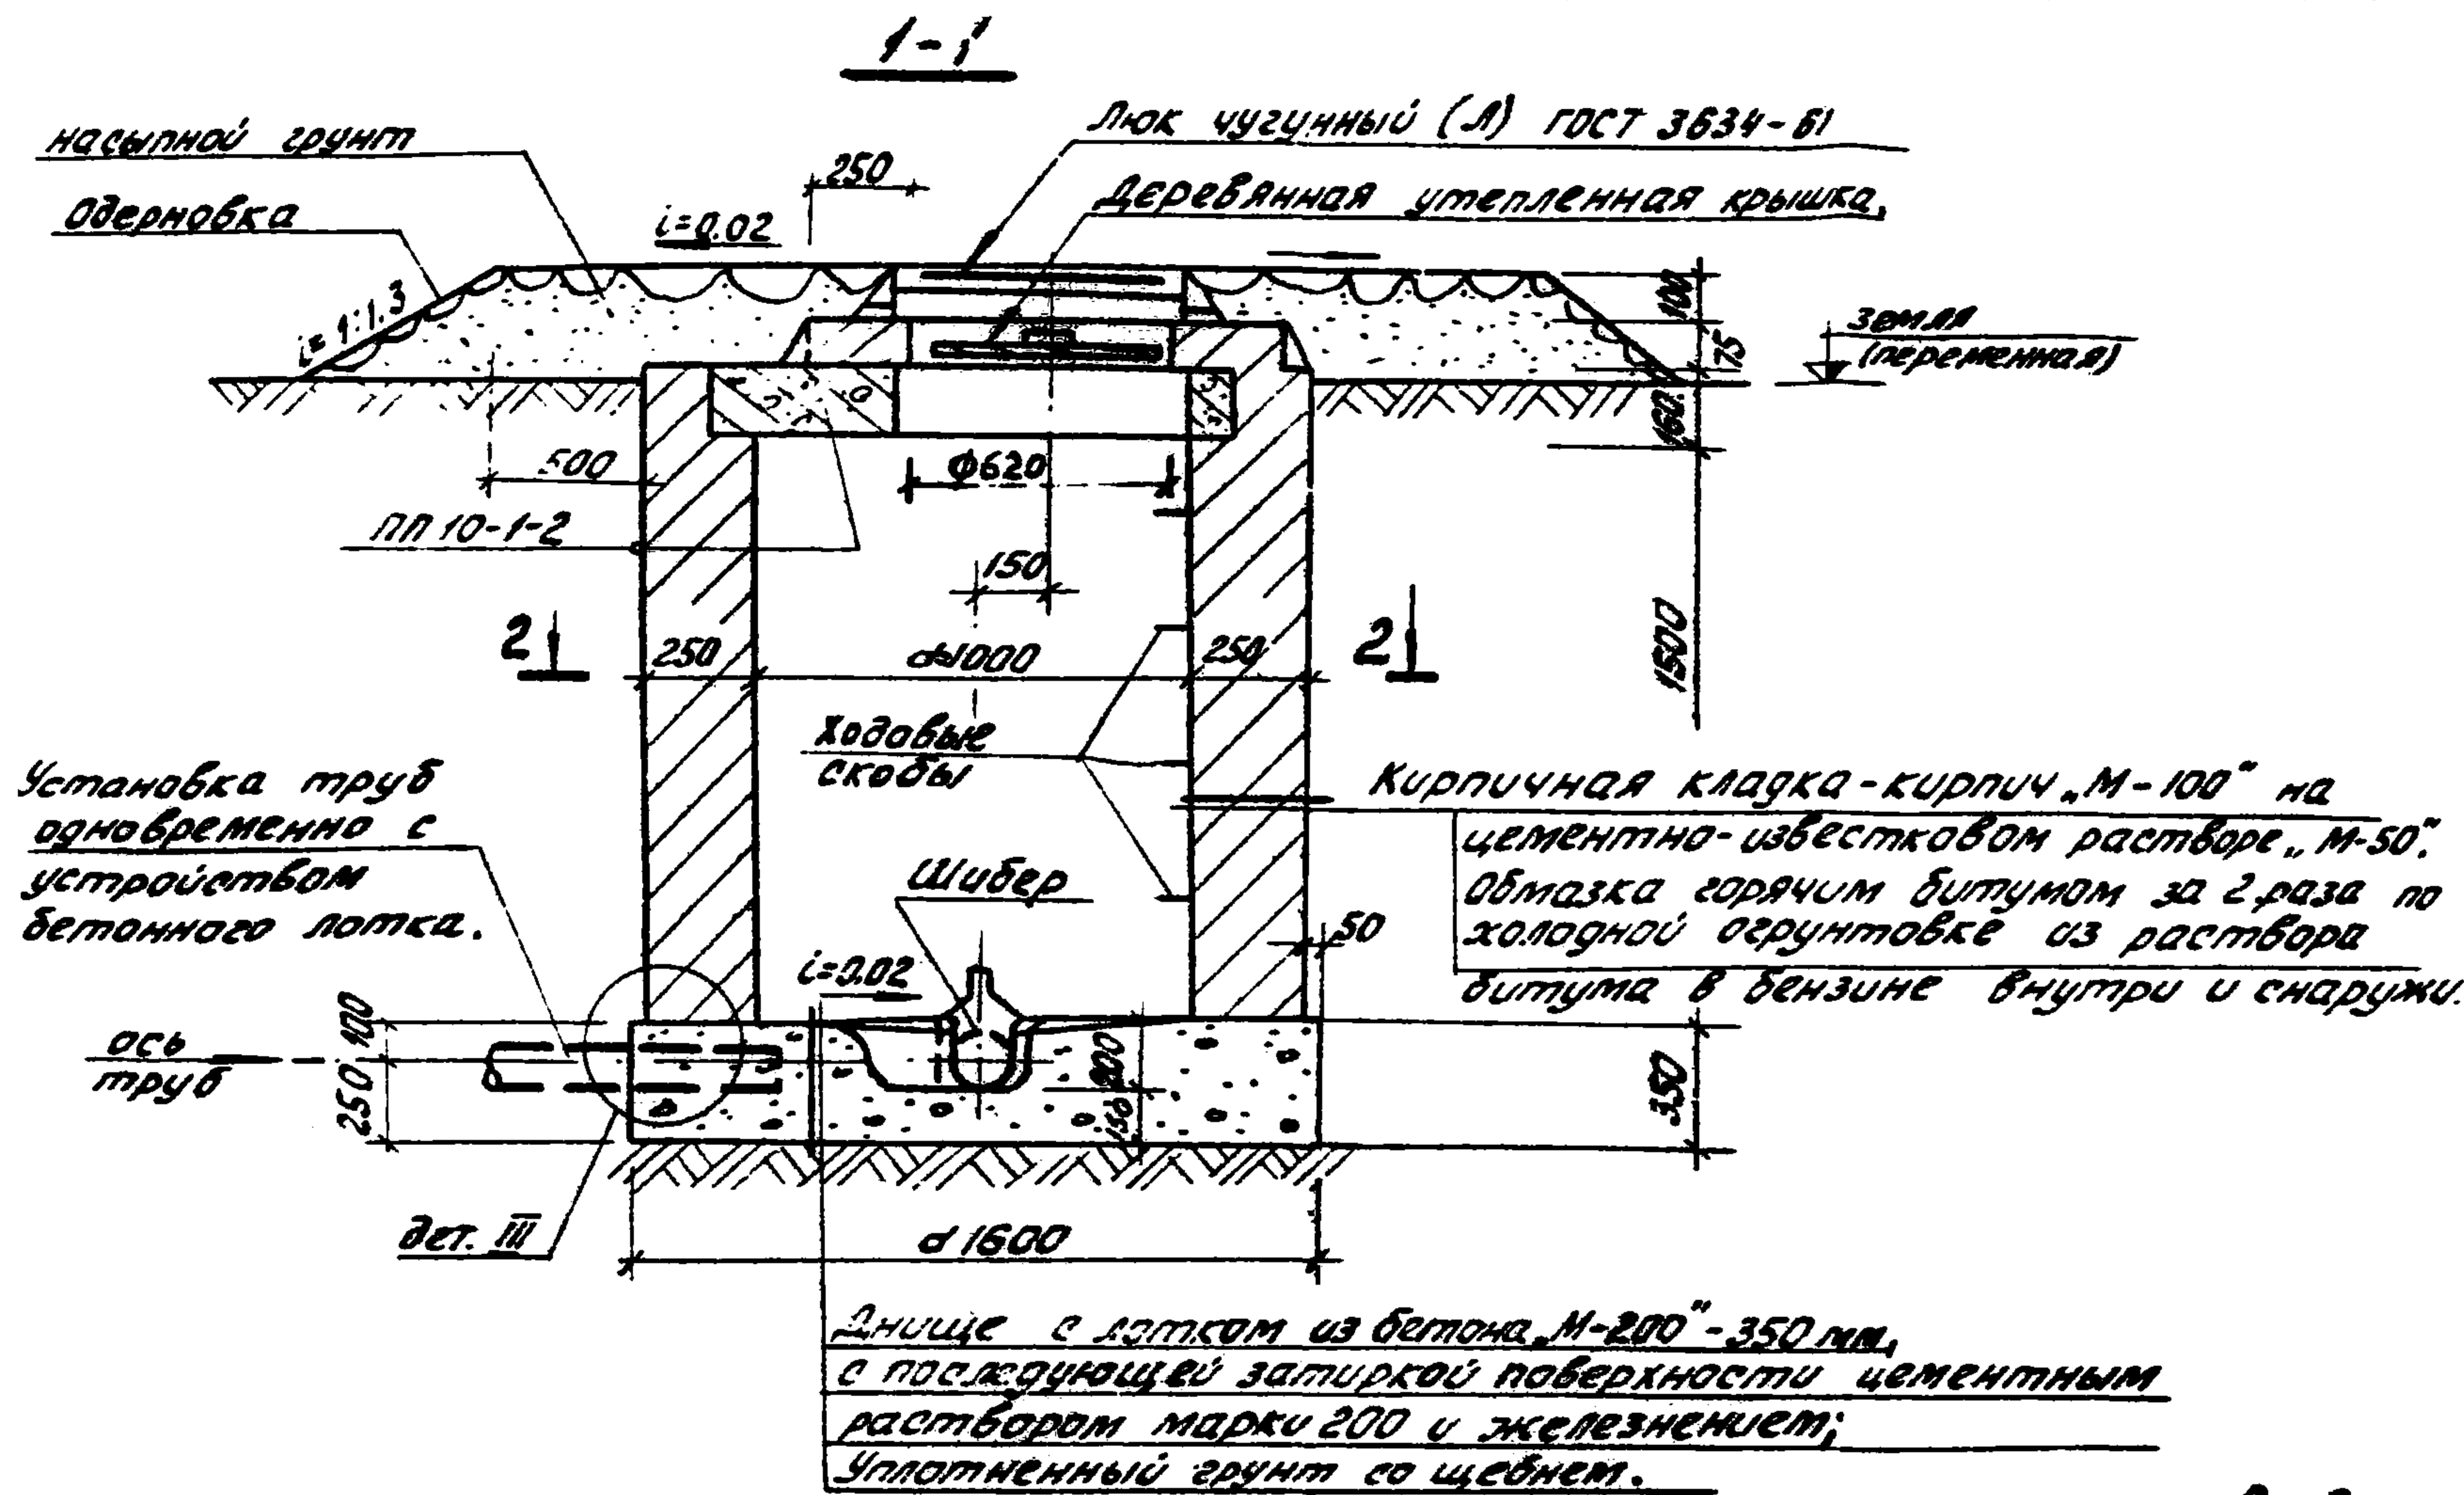 1-1
насыпной грунт
Одерновка
i=0.02
250
Люк чугунный (Л) ГОСТ 3634-61
Деревянная утепленная крышка,
i= 1:1.3
100
75
160
земля
(переменная)
500
ф620
ПП 10-1-2
150
1500
2
250
d1000
250
2
Ходовые
скобы
Установка труб
одновременно с
устройством
бетонного лотка.
Кирпичная кладка-кирпич „М-100" на
цементно-известковом растворе „М-50".
Обмазка горячим битумом за 2 раза по
холодной огрунтовке из раствора
битума в бензине внутри и снаружи.
Шибер
50
i=0.02
ось
труб
100
250
200
150
350
дет. III
d 1600
Днище с лотком из бетона „М-200"-350 мм,
с последующей затиркой поверхности цементным
раствором марки 200 и железнением;
Уплотненный грунт со щебнем.